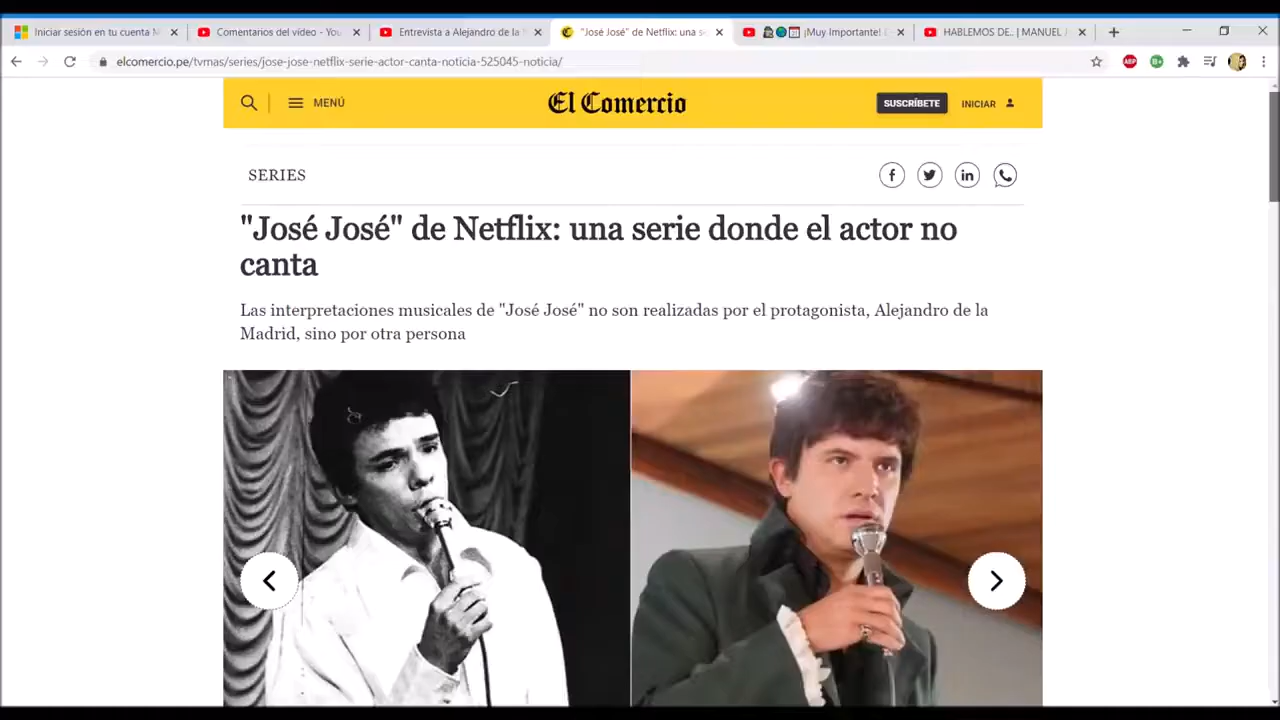 Iniciar sesión en tu cuenta M
Comentarios del vídeo - You
Entrevista a Alejandro de la
"José José" de Netflix: una se
¡Muy Importante!
HABLEMOS DE.. | MANUEL
elcomercio.pe/tvmas/series/jose-jose-netflix-serie-actor-canta-noticia-525045-noticia/
ABP
MENÚ
El Comercio
SUSCRÍBETE
INICIAR
SERIES
"José José" de Netflix: una serie donde el actor no
canta
Las interpretaciones musicales de "José José" no son realizadas por el protagonista, Alejandro de la
Madrid, sino por otra persona